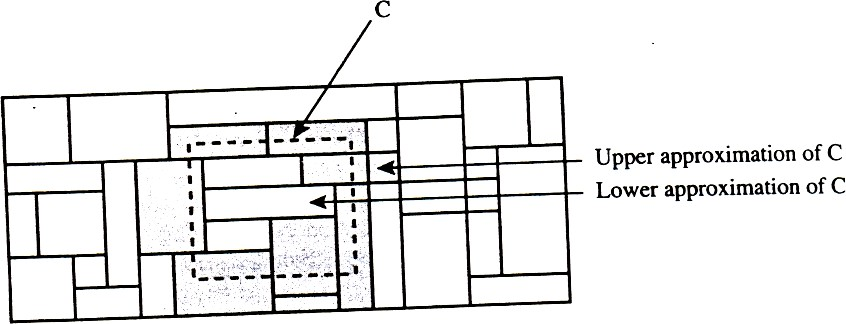 C
Upper approximation of C
Lower approximation of C